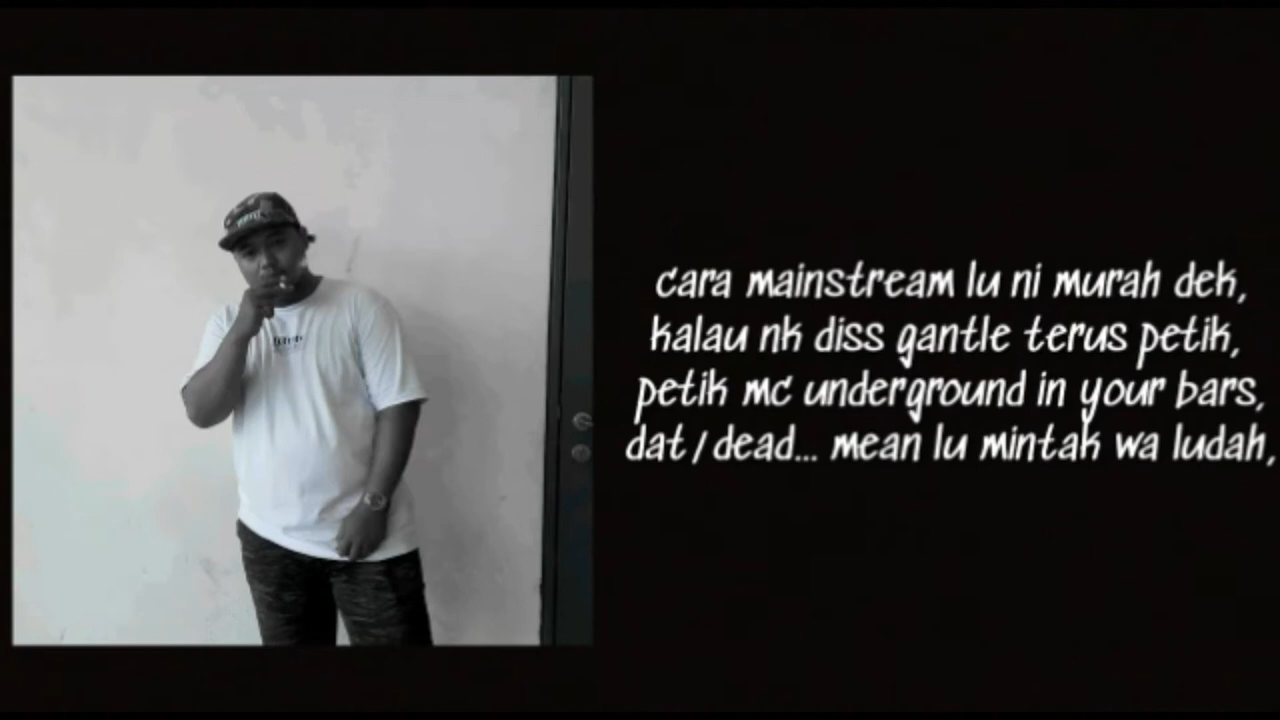 cara mainstream lu ni murah dek,
kalau nk diss gantle terus petik,
petik mc underground in your bars,
dat/dead... mean lu mintak wa ludah,